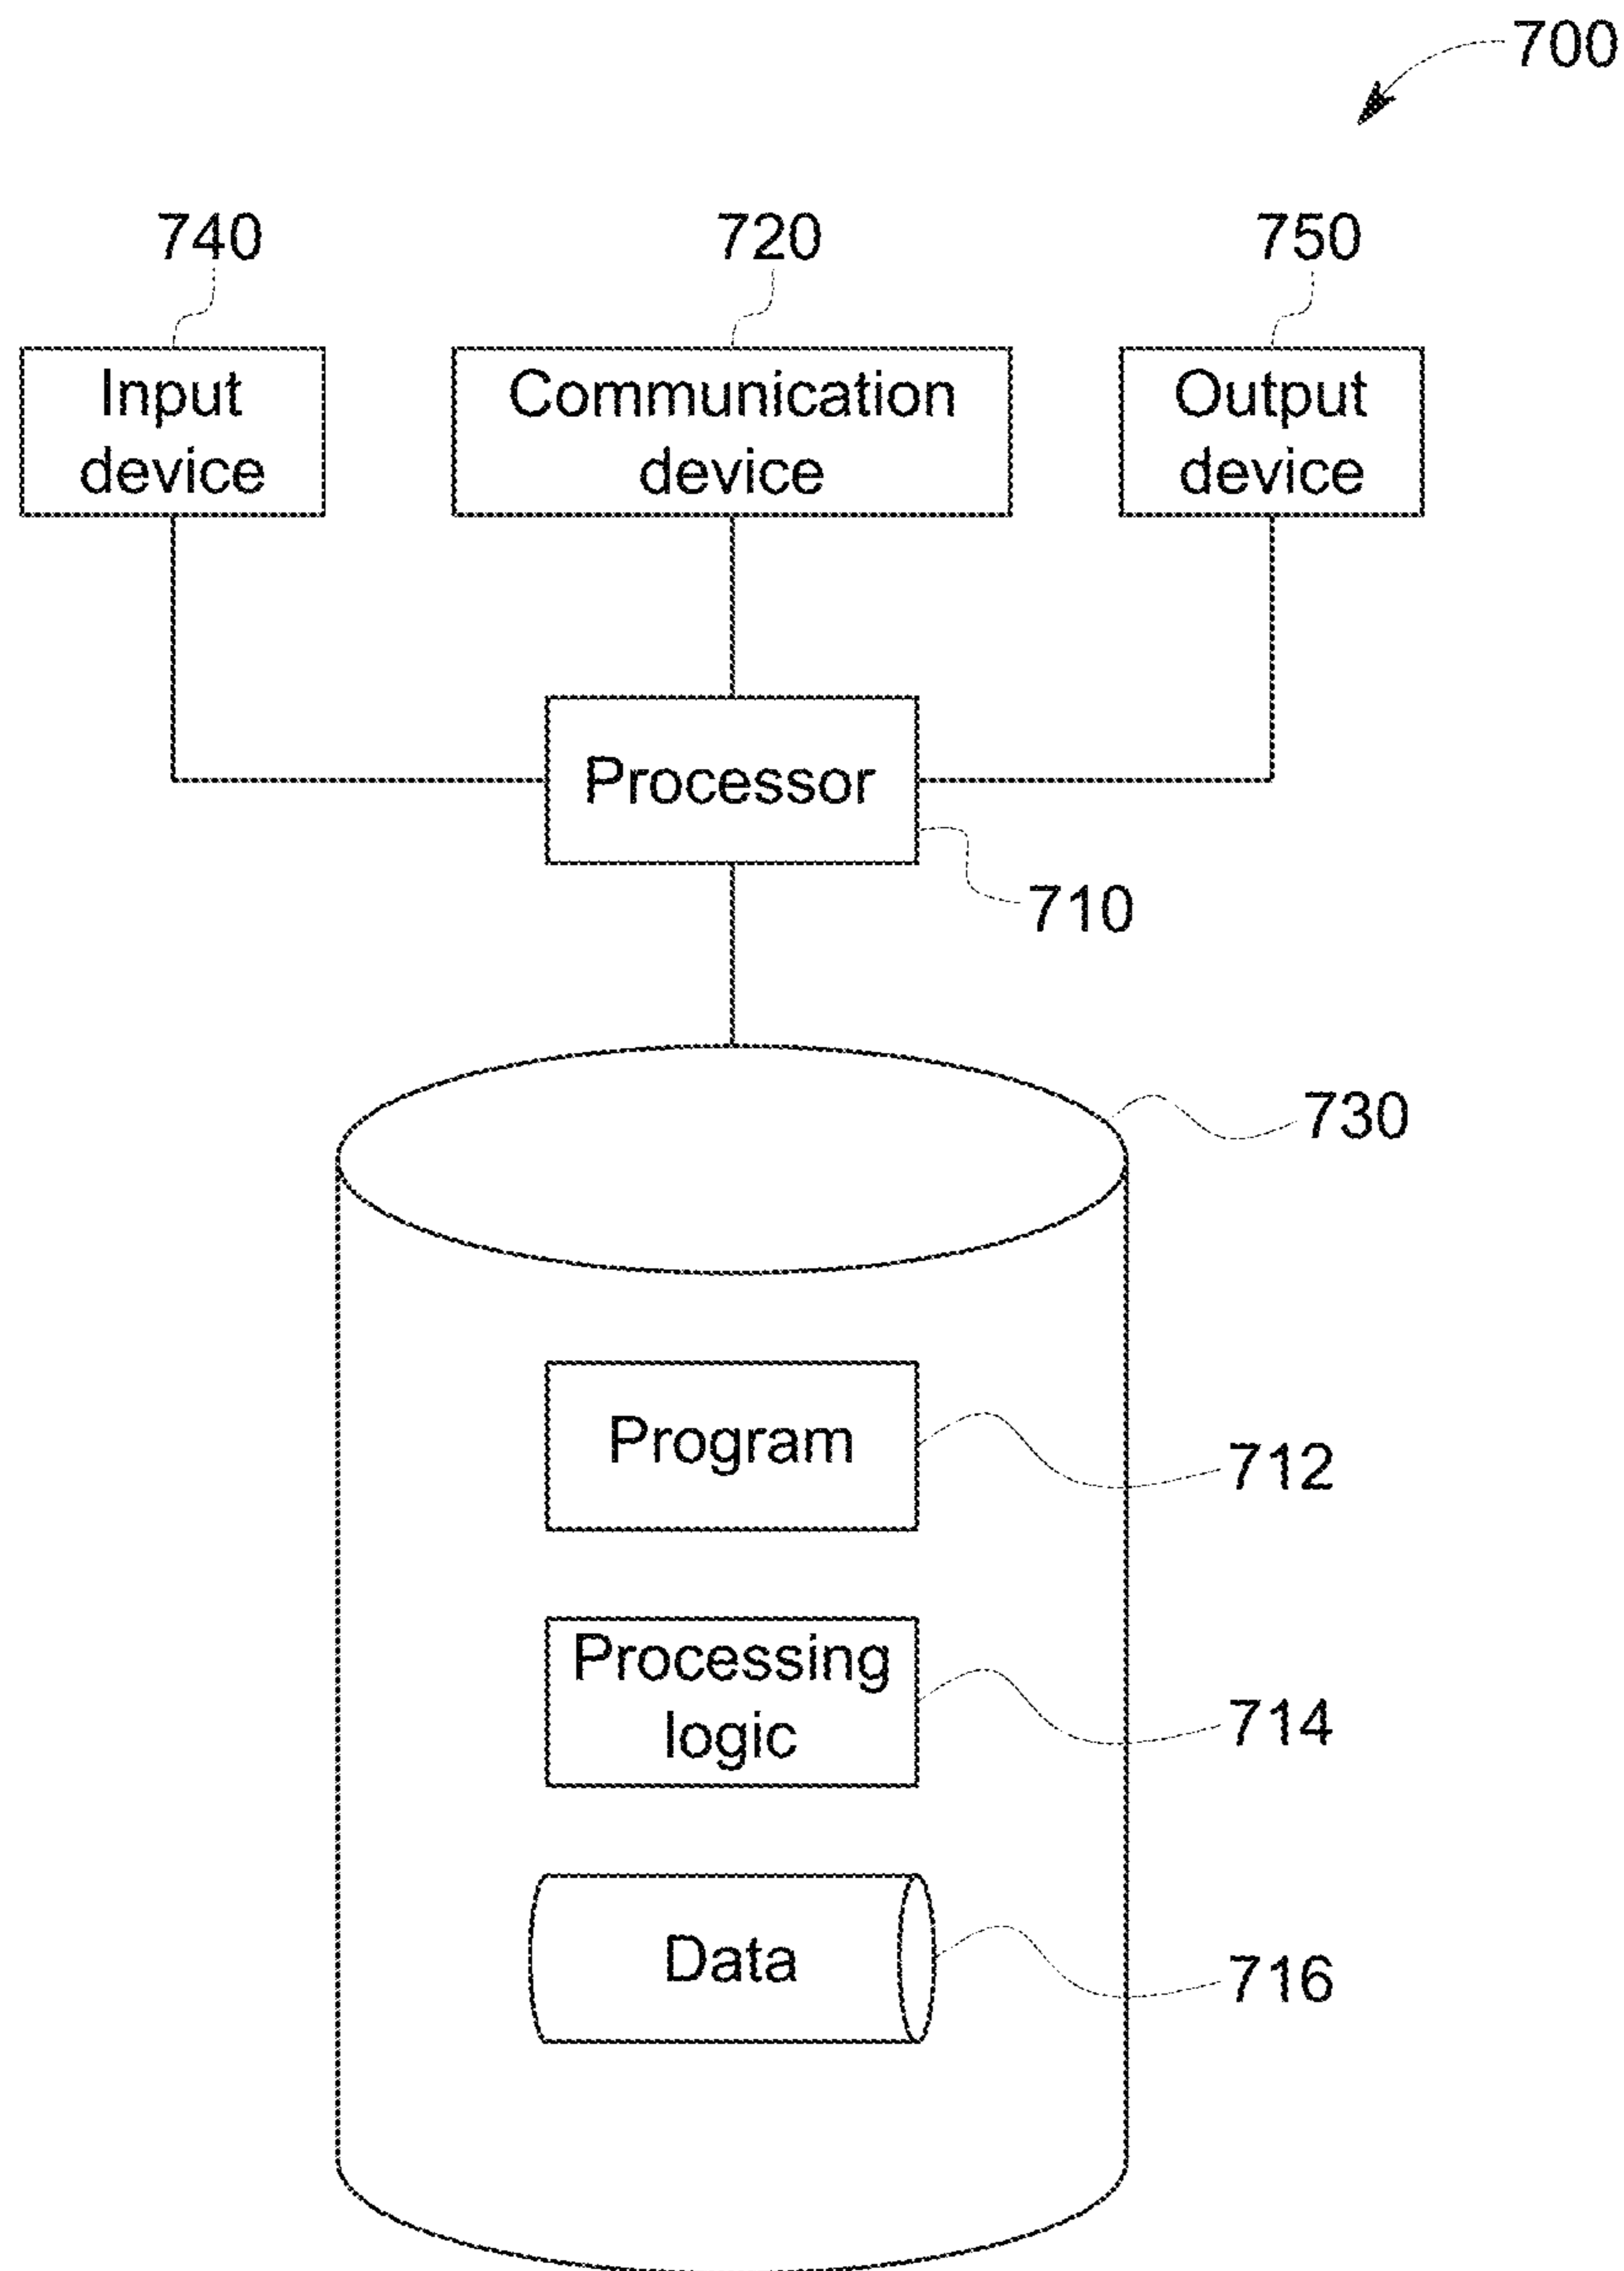 700
740
720
750
Input
device
Communication
device
Output
device
Processor
710
730
Program
712
Processing
logic
714
Data
716